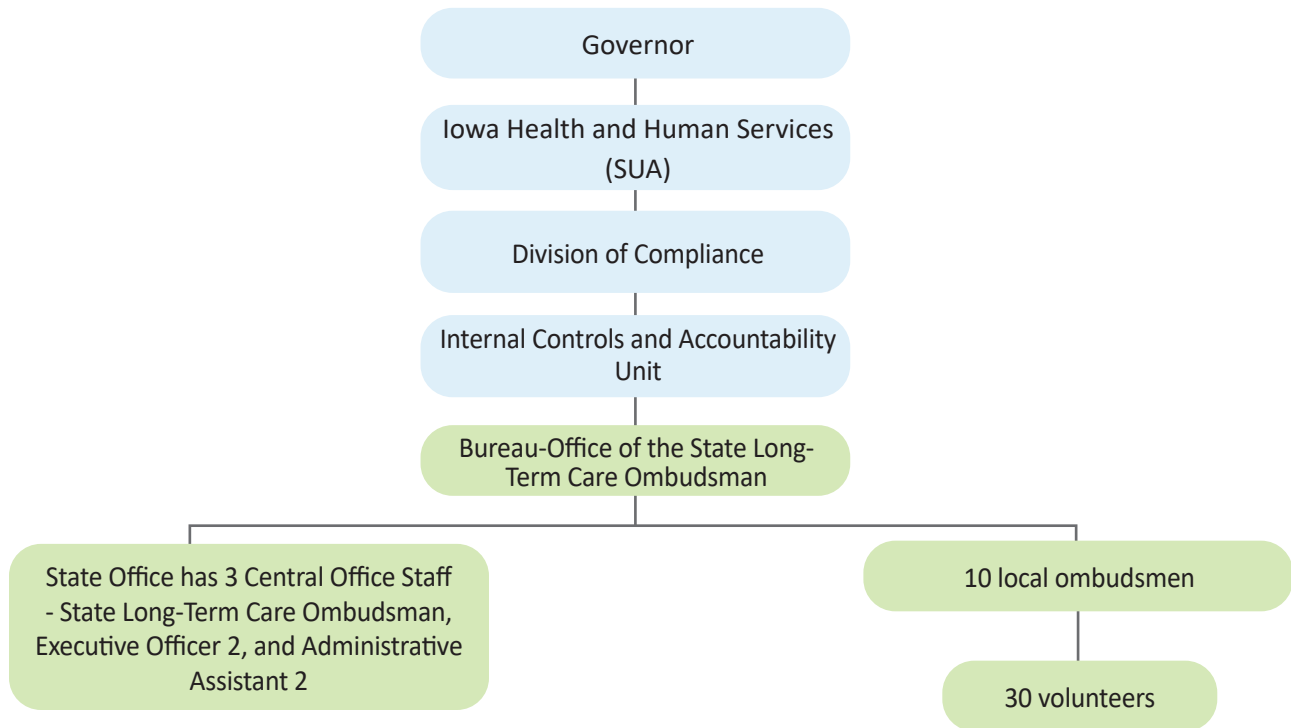 Governor
Iowa Health and Human Services
(SUA)
Division of Compliance
Internal Controls and Accountability
Unit
Bureau-Office of the State Long-
Term Care Ombudsman
State Office has 3 Central Office Staff
- State Long-Term Care Ombudsman,
Executive Officer 2, and Administrative
Assistant 2
10 local ombudsmen
30 volunteers